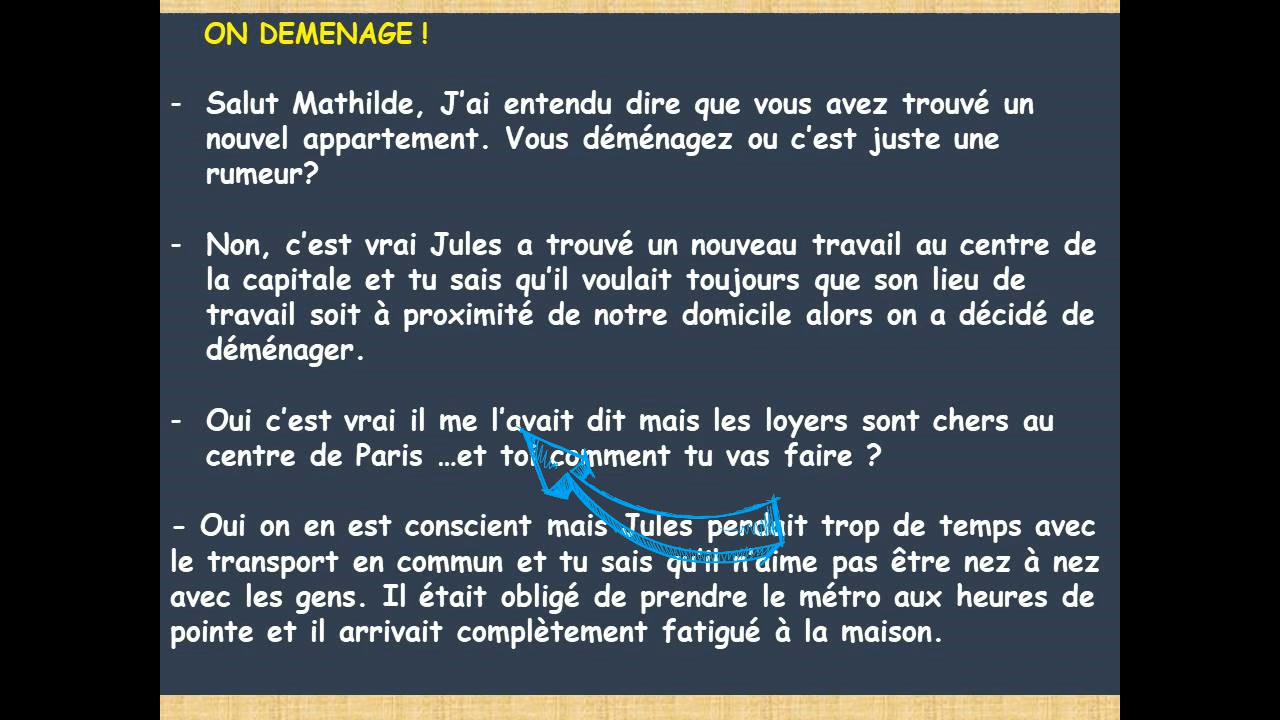 ON DEMENAGE !
- Salut Mathilde, J'ai entendu dire que vous avez trouvé un
nouvel appartement. Vous déménagez ou c'est juste une
rumeur?
- Non, c'est vrai Jules a trouvé un nouveau travail au centre de
la capitale et tu sais qu'il voulait toujours que son lieu de
travail soit à proximité de notre domicile alors on a décidé de
déménager.
- Oui c'est vrai il me l'avait dit mais les loyers sont chers au
centre de Paris …et toi comment tu vas faire ?
- Oui on en est conscient mais Jules perdait trop de temps avec
le transport en commun et tu sais qu'il n'aime pas être nez à nez
avec les gens. Il était obligé de prendre le métro aux heures de
pointe et il arrivait complètement fatigué à la maison.